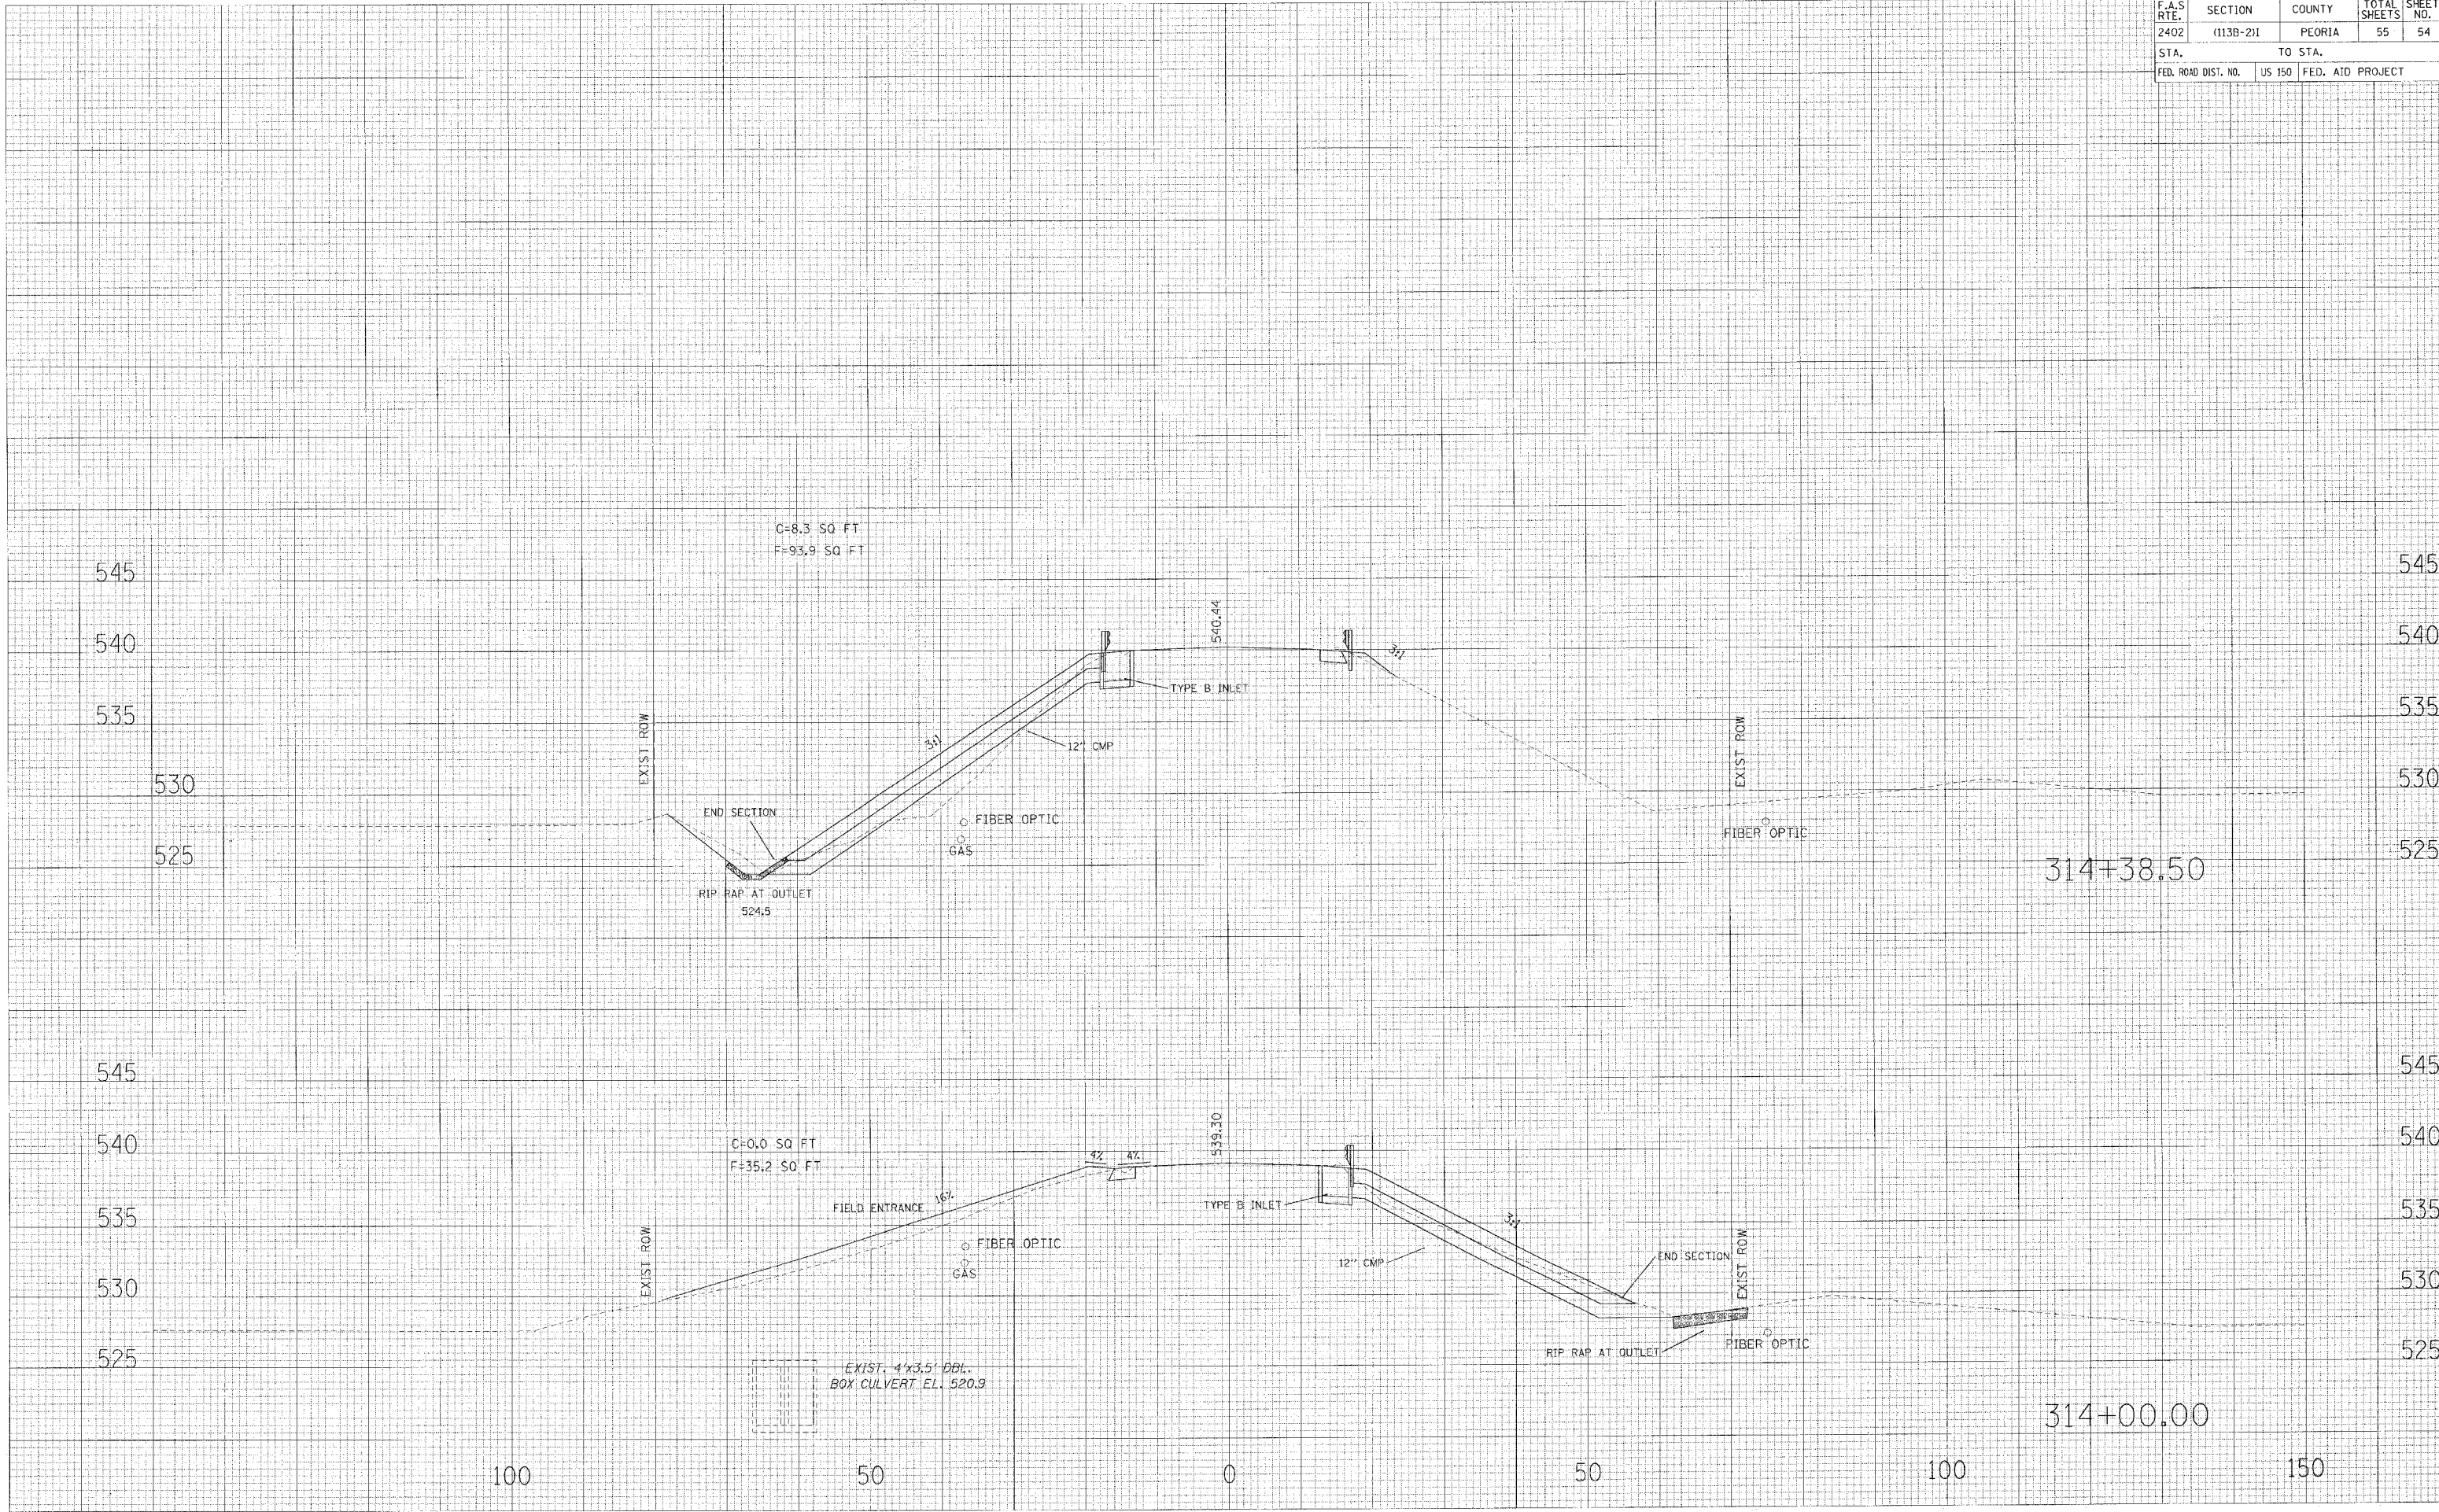 F.A.S RTE. SECTION COUNTY TOTAL SHEETS SHEET NO.
2402 (113B-2)I PEORIA 55 54
STA. TO STA.
FED. ROAD DIST. NO. US 150 FED. AID PROJECT
C=8.3 SQ FT
F=93.9 SQ FT
545 545
540 540.44 540
3:1
TYPE B INLET
535 EXIST ROW EXIST ROW 535
3:1
12" CMP
530 530
END SECTION
FIBER OPTIC
FIBER OPTIC
GAS
525 525
314+38.50
RIP RAP AT OUTLET
524.5
545 545
540 539.30 540
C=0.0 SQ FT
F=35.2 SQ FT
4% 4%
16%
FIELD ENTRANCE
TYPE B INLET
535 535
3:1
EXIST ROW EXIST ROW
FIBER OPTIC
GAS
END SECTION
12'' CMP
530 530
FIBER OPTIC
RIP RAP AT OUTLET
525 525
EXIST. 4'x3.5' DBL.
BOX CULVERT EL. 520.9
314+00.00
100 50 0 50 100 150